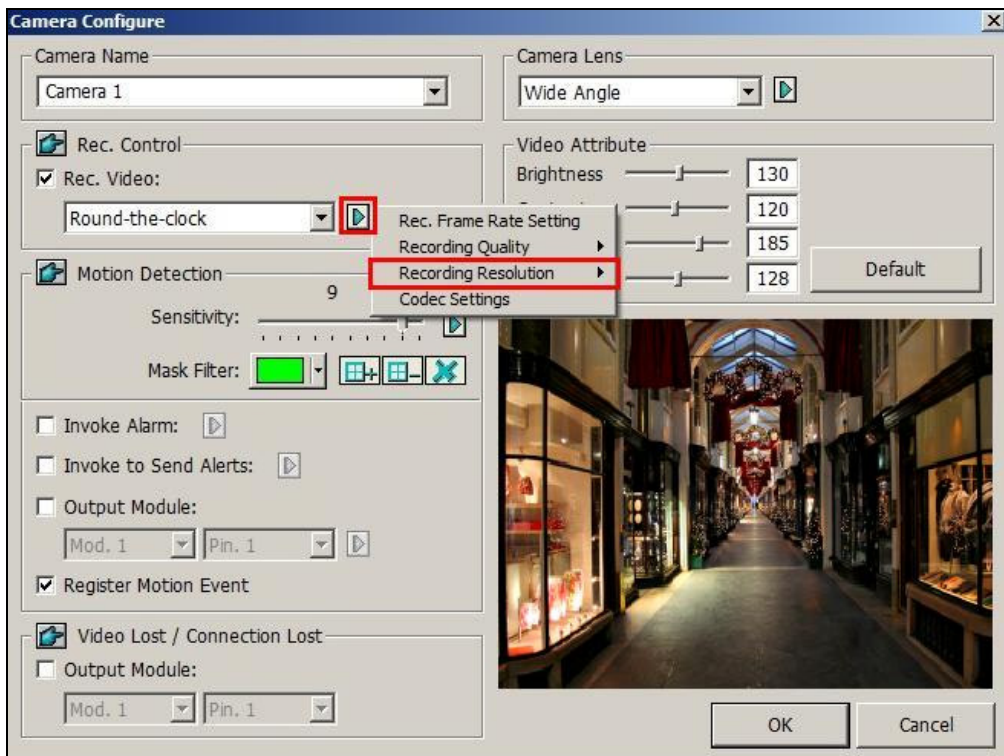 Camera Configure
Camera Name
Camera 1
Rec. Control
Rec. Video:
Round-the-clock
Rec. Frame Rate Setting
Recording Quality
Recording Resolution
Codec Settings
Motion Detection
9
Sensitivity:
Mask Filter:
Invoke Alarm:
Invoke to Send Alerts:
Output Module:
Mod. 1 Pin. 1
Register Motion Event
Video Lost / Connection Lost
Output Module:
Mod. 1 Pin. 1
Camera Lens
Wide Angle
Video Attribute
Brightness 130
120
185
128
Default
OK Cancel